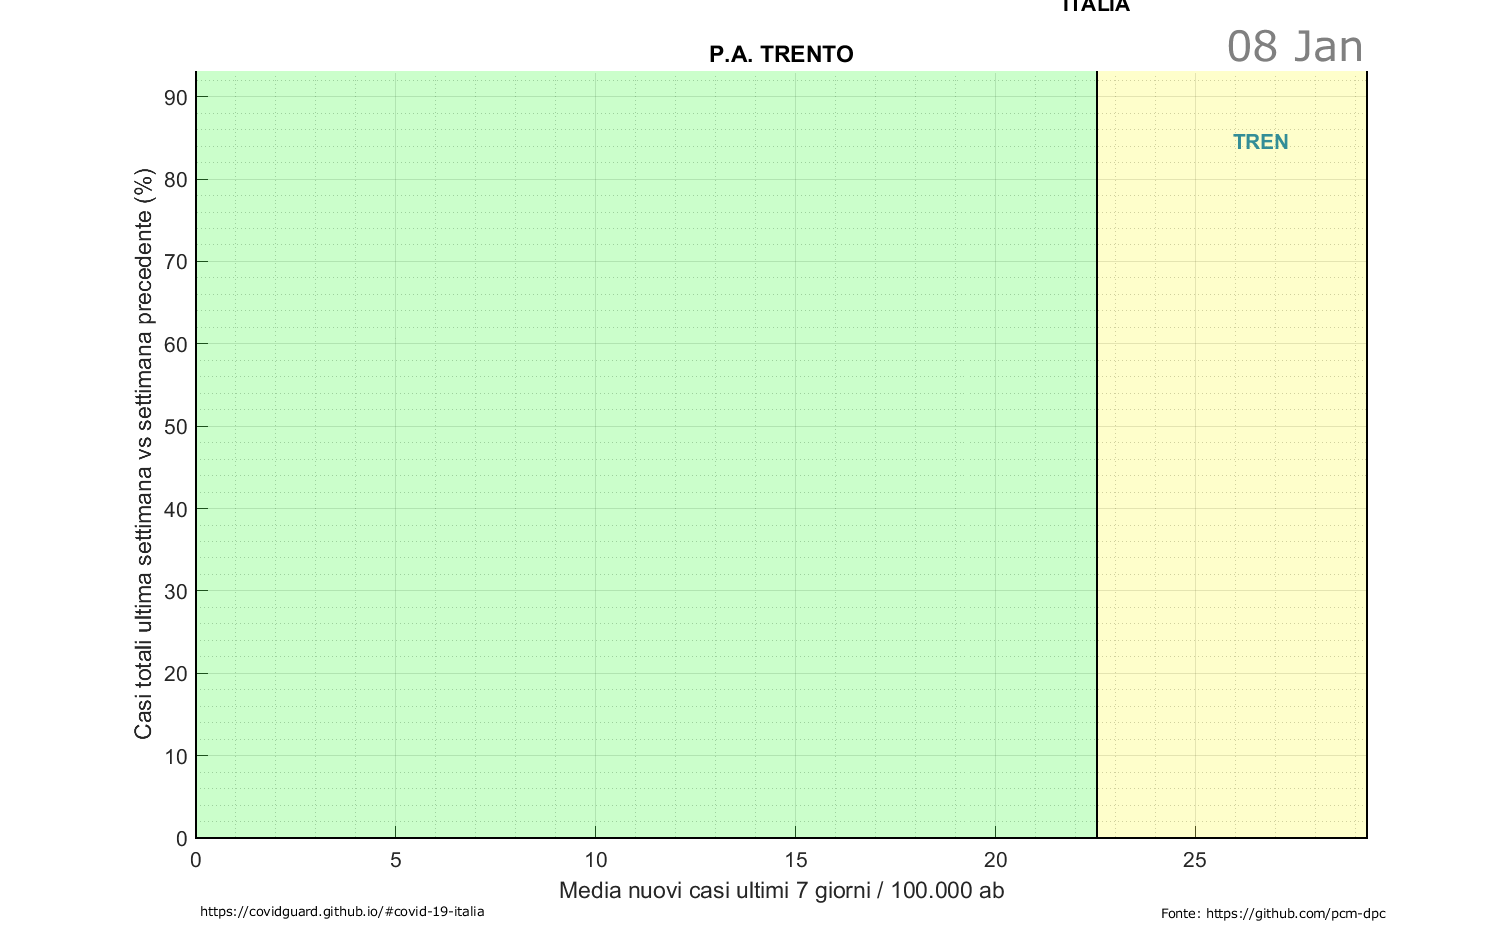 ITALIA
08 Jan
P.A. TRENTO
90
80
70
60
50
40
30
20
10
0
Casi totali ultima settimana vs settimana precedente (%)
TREN
0 5 10 15 20 25
Media nuovi casi ultimi 7 giorni / 100.000 ab
https://covidguard.github.io/#covid-19-italia
Fonte: https://github.com/pcm-dpc